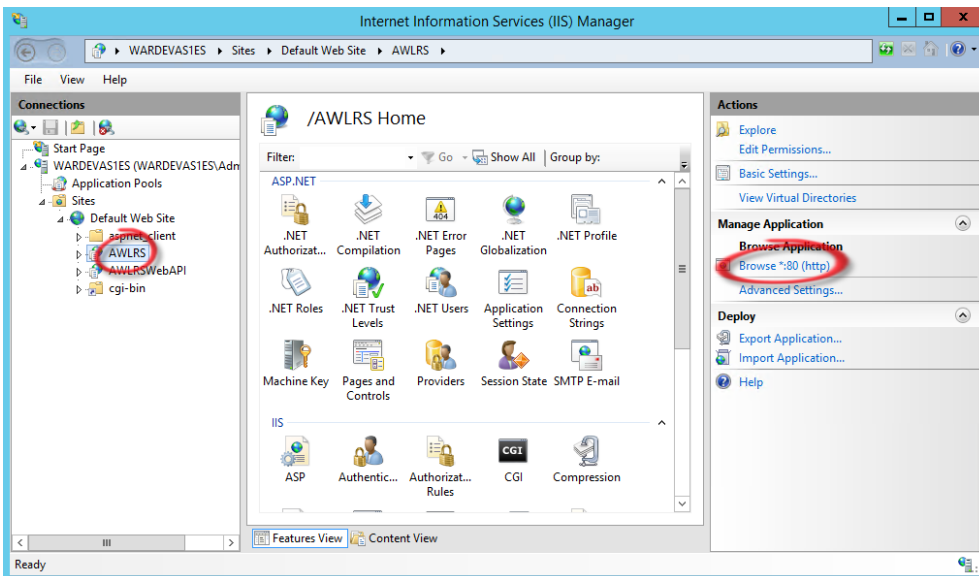 Internet Information Services (IIS) Manager
WARDEVAS1ES Sites Default Web Site AWLRS
File View Help
Connections
Start Page
WARDEVAS1ES (WARDEVAS1ES\Adm
Application Pools
Sites
Default Web Site
aspnet_client
AWLRS
AWLRSWebAPI
cgi-bin
/AWLRS Home
Filter: Go Show All Group by:
ASP.NET
.NET Authorizat...
.NET Compilation
404
.NET Error Pages
.NET Globalization
.NET Profile
.NET Roles
.NET Trust Levels
.NET Users
Application Settings
ab
Connection Strings
Machine Key
Pages and Controls
Providers
Session State
SMTP E-mail
IIS
ASP
Authentic...
Authorizat... Rules
CGI
CGI
Compression
Features View Content View
Actions
Explore
Edit Permissions...
Basic Settings...
View Virtual Directories
Manage Application
Browse Application
Browse *:80 (http)
Advanced Settings...
Deploy
Export Application...
Import Application...
Help
Ready